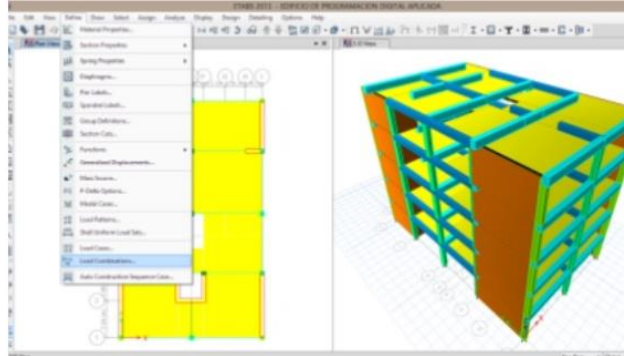 ETABS 2015 - EDIFICIO DE PROGRAMACION DIGITAL APLICADA
Edit View Define Draw Select Assign Analyze Display Design Detailing Options Help
Material Properties...
Section Properties
Spring Properties
Diaphragms...
Pier Labels...
Spandrel Labels...
Group Definitions...
Section Cuts...
Functions
Generalized Displacements...
Mass Source...
P-Delta Options...
Modal Cases...
Load Patterns...
Shell Uniform Load Sets...
Load Cases...
Load Combinations...
Auto Construction Sequence Case...
Plan View
3-D View
X